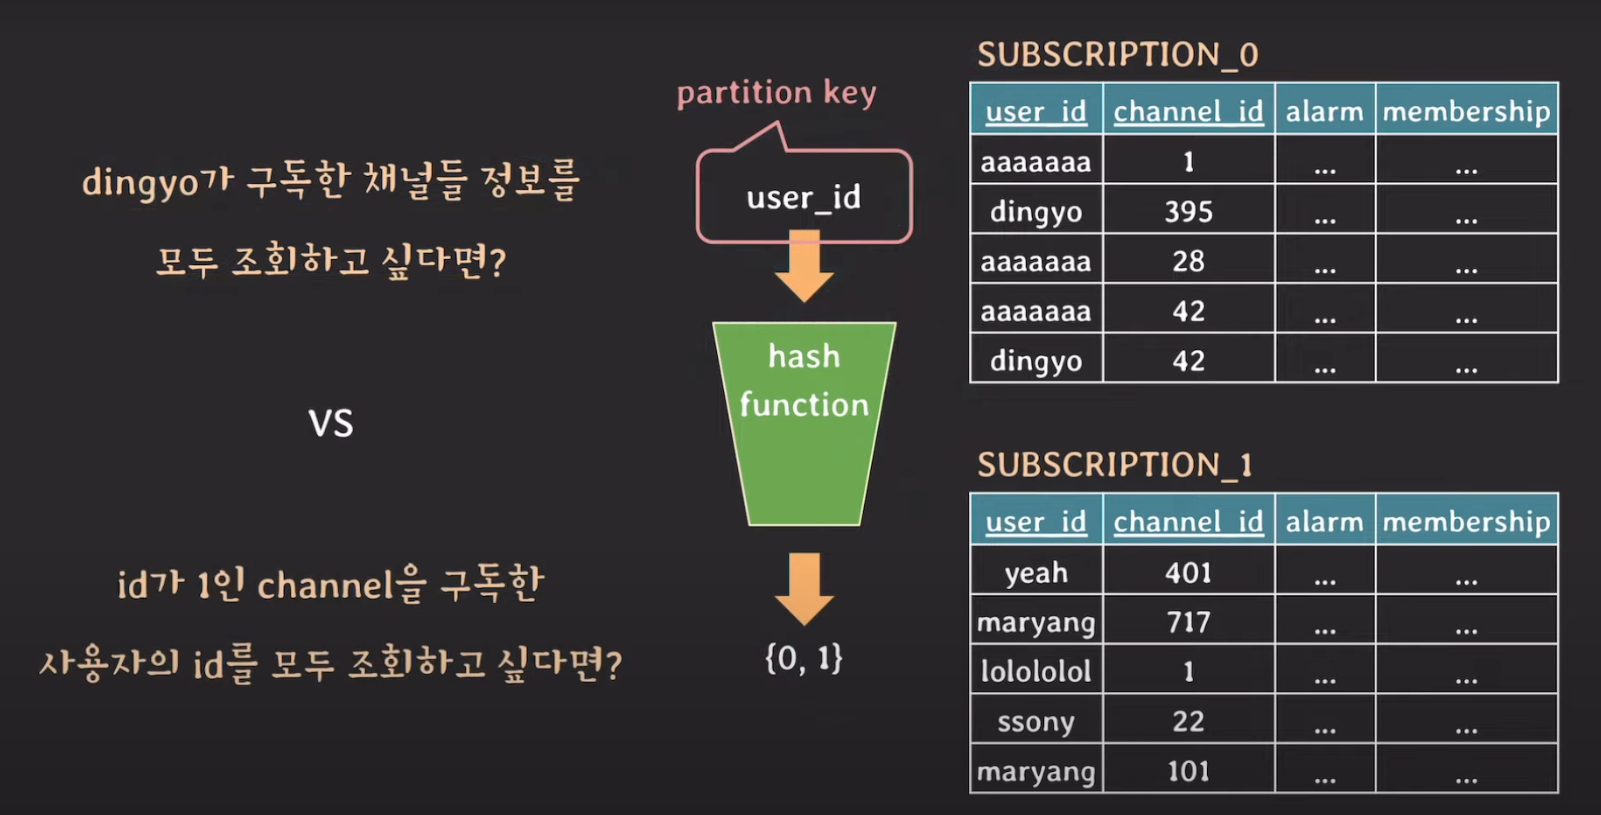 dingyo가 구독한 채널들 정보를
모두 조회하고 싶다면?
vs
id가 1인 channel을 구독한
사용자의 id를 모두 조회하고 싶다면?
partition key
user_id
hash
function
{0, 1}
SUBSCRIPTION_0
user_id channel_id alarm membership
aaaaaaa 1 ... ...
dingyo 395 ... ...
aaaaaaa 28 ... ...
aaaaaaa 42 ... ...
dingyo 42 ... ...
SUBSCRIPTION_1
user_id channel_id alarm membership
yeah 401 ... ...
maryang 717 ... ...
lolololol 1 ... ...
ssony 22 ... ...
maryang 101 ... ...